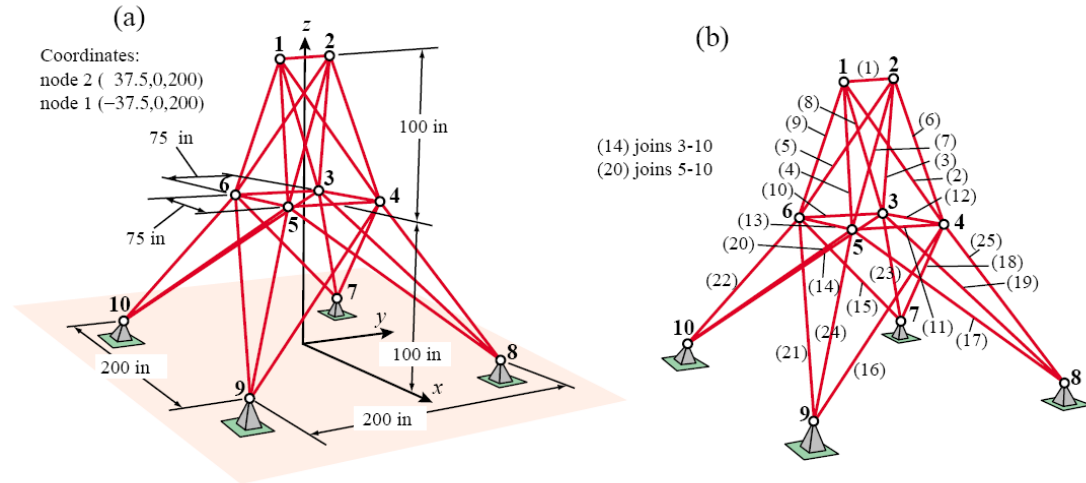 (a)
Coordinates:
node 2 ( 37.5,0,200)
node 1 (−37.5,0,200)
z
1
2
100 in
75 in
6
3
4
5
75 in
10
7
y
100 in
8
200 in
9
x
200 in
(b)
1
(1)
2
(8)
(9)
(6)
(14) joins 3-10
(20) joins 5-10
(5)
(7)
(4)
(3)
(2)
(10)
3
(12)
6
(13)
5
4
(20)
(25)
(22)
(23)
(18)
(14)
(15)
(19)
7
(11)
(17)
10
(24)
(21)
(16)
8
9